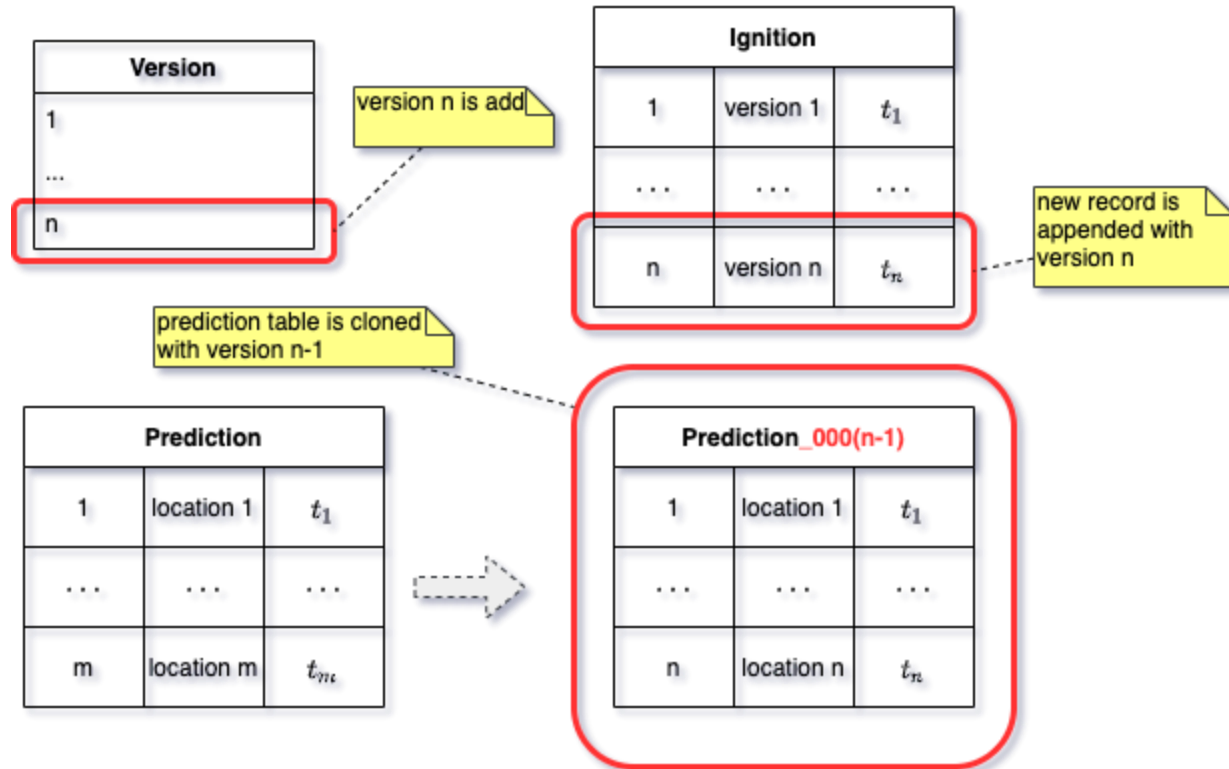 Version
1
...
n
version n is add
Ignition
1 version 1 t₁
... ... ...
n version n tₙ
new record is
appended with
version n
prediction table is cloned
with version n-1
Prediction
1 location 1 t₁
... ... ...
m location m tₘ
Prediction_000(n-1)
1 location 1 t₁
... ... ...
n location n tₙ